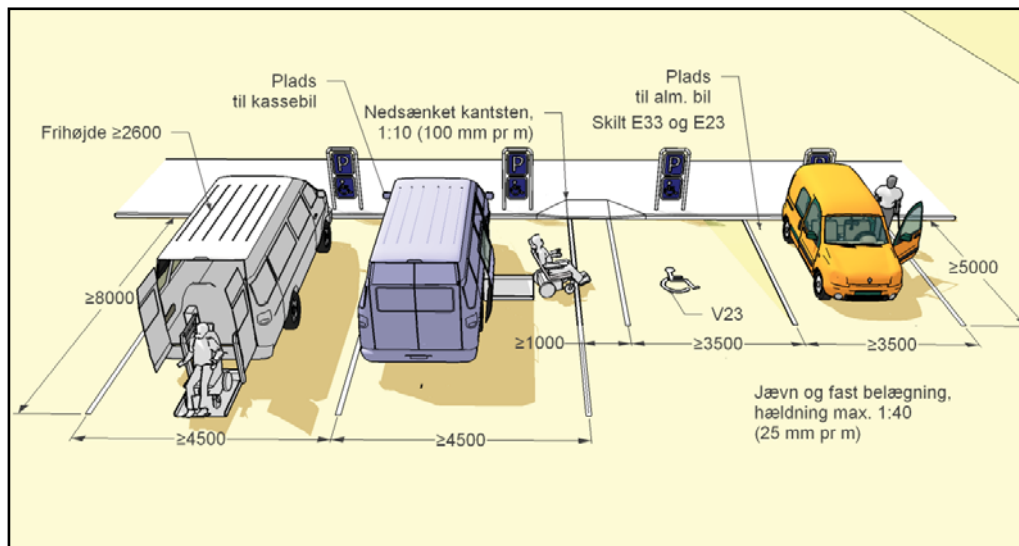 Plads
til kassebil
Frihøjde ≥2600
Nedsænket kantsten,
1:10 (100 mm pr m)
Plads
til alm. bil
Skilt E33 og E23
P
P
P
P
≥8000
≥5000
V23
≥1000
≥3500
≥3500
≥4500
≥4500
Jævn og fast belægning,
hældning max. 1:40
(25 mm pr m)